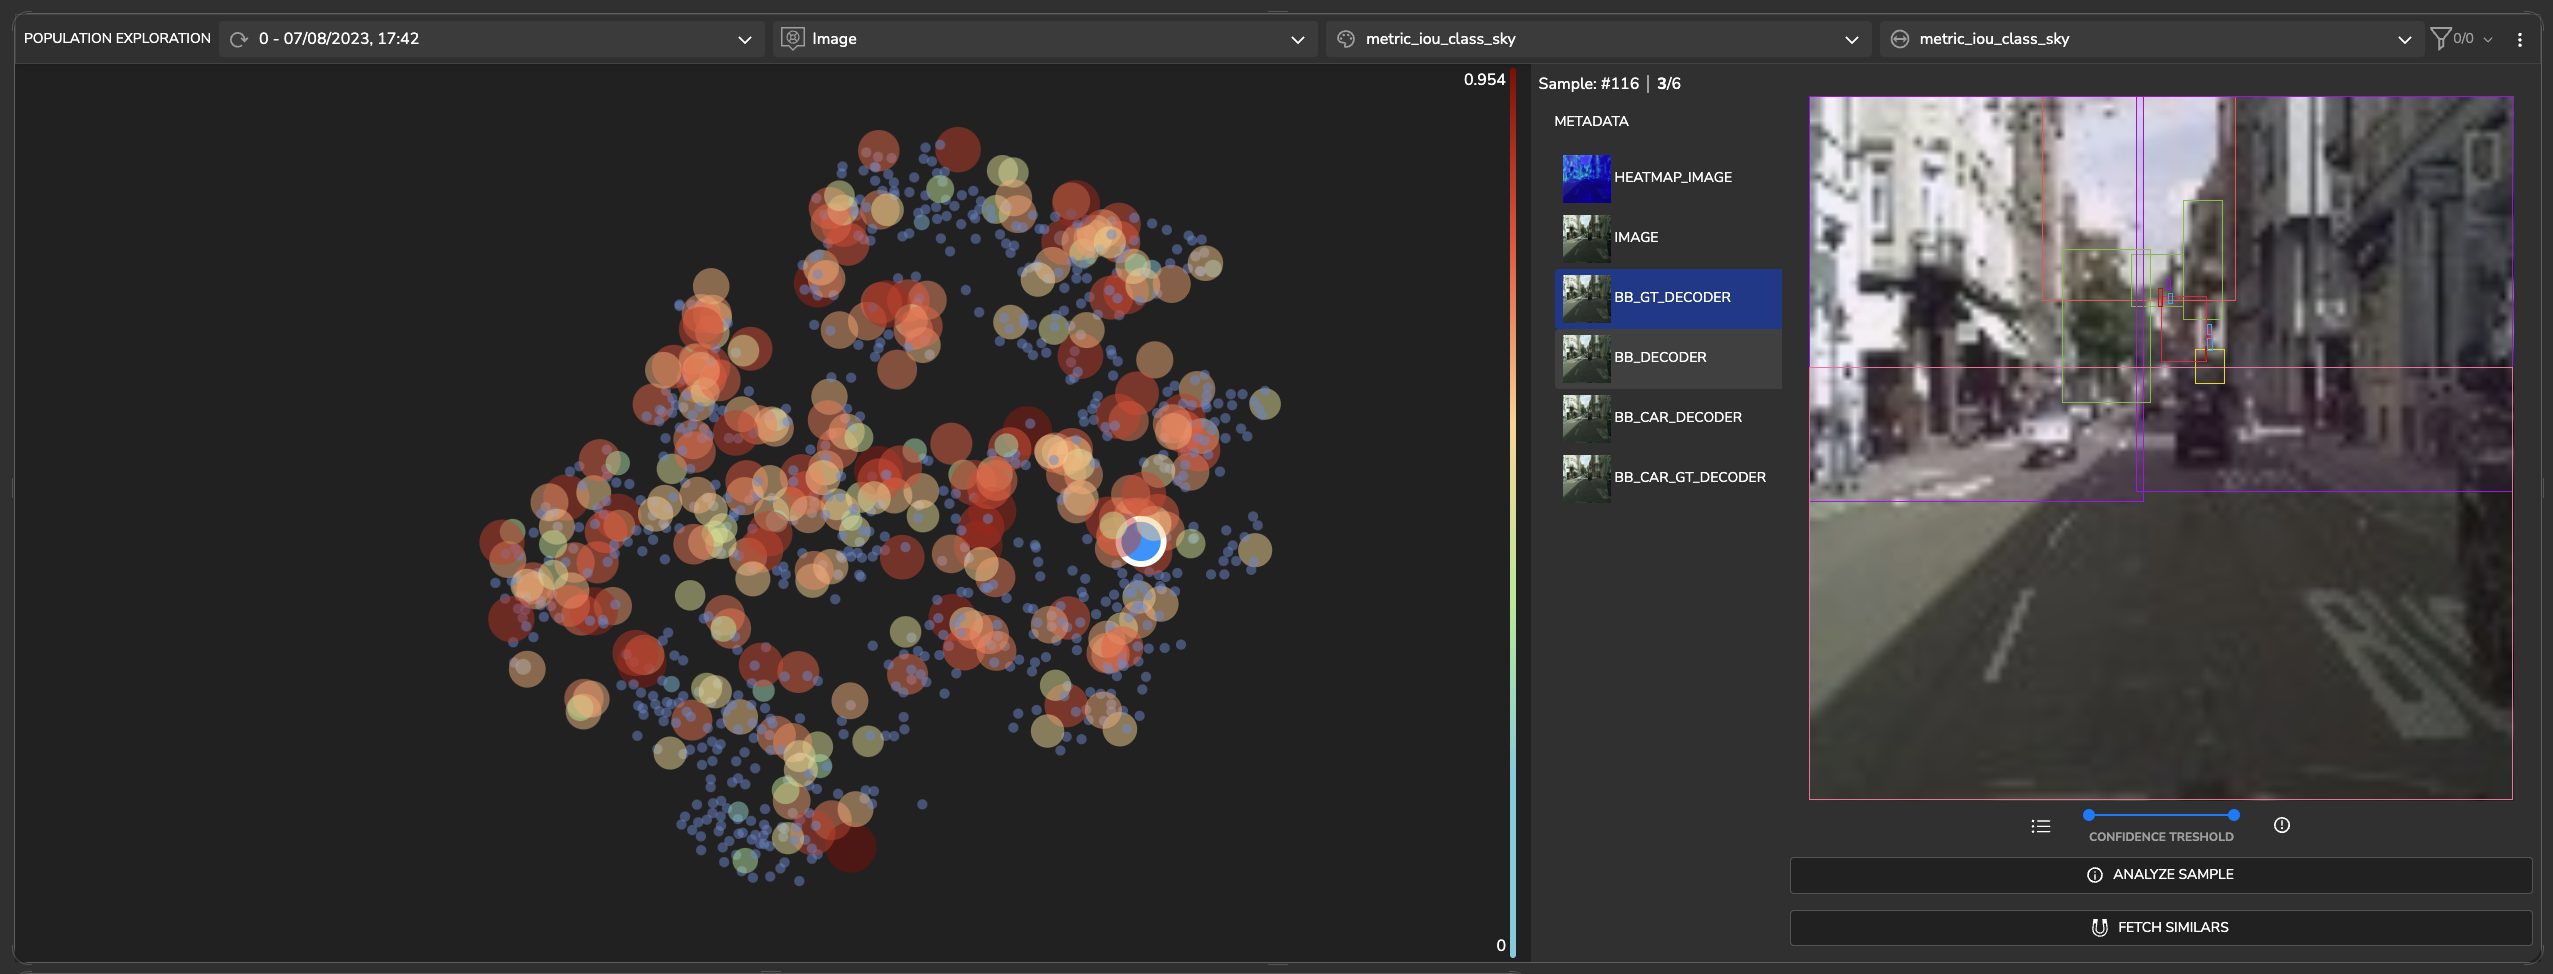 POPULATION EXPLORATION
0 - 07/08/2023, 17:42
Image
metric_iou_class_sky
metric_iou_class_sky
0/0
0.954
0
Sample: #116 | 3/6
METADATA
HEATMAP_IMAGE
IMAGE
BB_GT_DECODER
BB_DECODER
BB_CAR_DECODER
BB_CAR_GT_DECODER
CONFIDENCE TRESHOLD
ANALYZE SAMPLE
FETCH SIMILARS